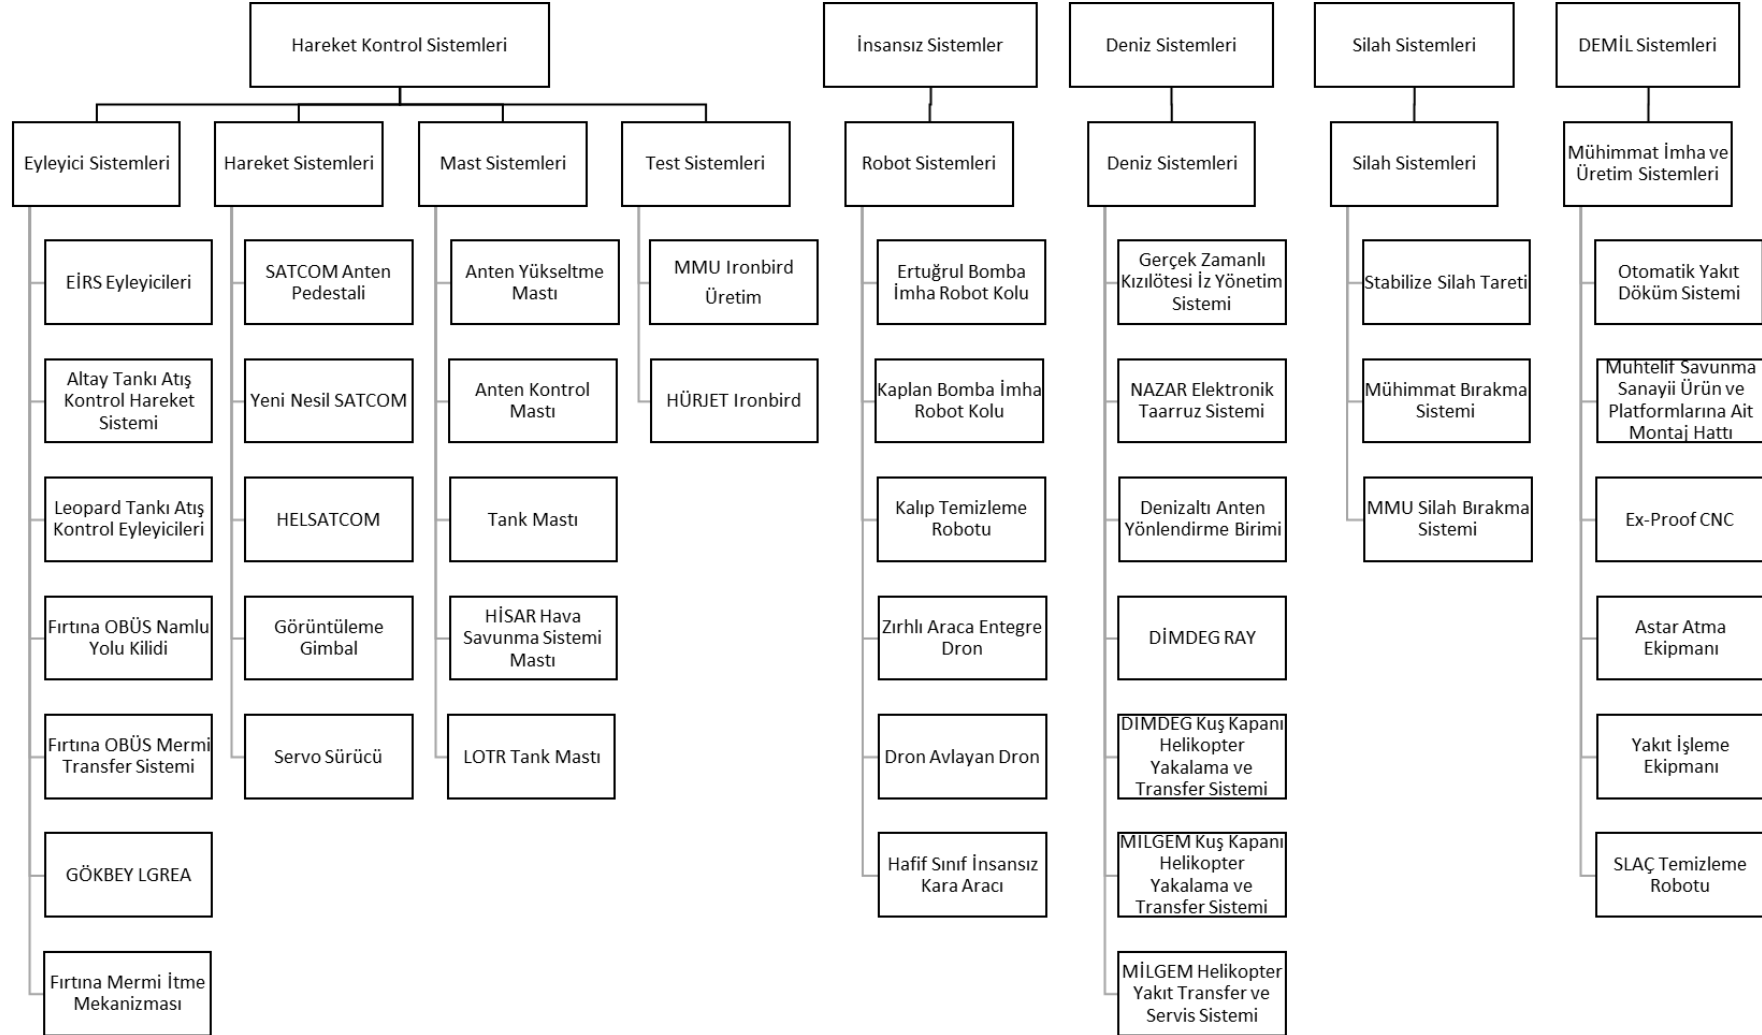 Hareket Kontrol Sistemleri
İnsansız Sistemler
Deniz Sistemleri
Silah Sistemleri
DEMİL Sistemleri
Eyleyici Sistemleri
Hareket Sistemleri
Mast Sistemleri
Test Sistemleri
Robot Sistemleri
Deniz Sistemleri
Silah Sistemleri
Mühimmat İmha ve
Üretim Sistemleri
EİRS Eyleyicileri
Altay Tankı Atış
Kontrol Hareket
Sistemi
Leopard Tankı Atış
Kontrol Eyleyicileri
Fırtına OBÜS Namlu
Yolu Kilidi
Fırtına OBÜS Mermi
Transfer Sistemi
GÖKBEY LGREA
Fırtına Mermi İtme
Mekanizması
SATCOM Anten
Pedestali
Yeni Nesil SATCOM
HELSATCOM
Görüntüleme
Gimbal
Servo Sürücü
Anten Yükseltme
Mastı
Anten Kontrol
Mastı
Tank Mastı
HİSAR Hava
Savunma Sistemi
Mastı
LOTR Tank Mastı
MMU Ironbird
Üretim
HÜRJET Ironbird
Ertuğrul Bomba
İmha Robot Kolu
Kaplan Bomba İmha
Robot Kolu
Kalıp Temizleme
Robotu
Zırhlı Araca Entegre
Dron
Dron Avlayan Dron
Hafif Sınıf İnsansız
Kara Aracı
Gerçek Zamanlı
Kızılötesi İz Yönetim
Sistemi
NAZAR Elektronik
Taarruz Sistemi
Denizaltı Anten
Yönlendirme Birimi
DİMDEG RAY
DIMDEG Kuş Kapanı
Helikopter
Yakalama ve
Transfer Sistemi
MILGEM Kuş Kapanı
Helikopter
Yakalama ve
Transfer Sistemi
MİLGEM Helikopter
Yakıt Transfer ve
Servis Sistemi
Stabilize Silah Tareti
Mühimmat Bırakma
Sistemi
MMU Silah Bırakma
Sistemi
Otomatik Yakıt
Döküm Sistemi
Muhtelif Savunma
Sanayii Ürün ve
Platformlarına Ait
Montaj Hattı
Ex-Proof CNC
Astar Atma
Ekipmanı
Yakıt İşleme
Ekipmanı
SLAÇ Temizleme
Robotu